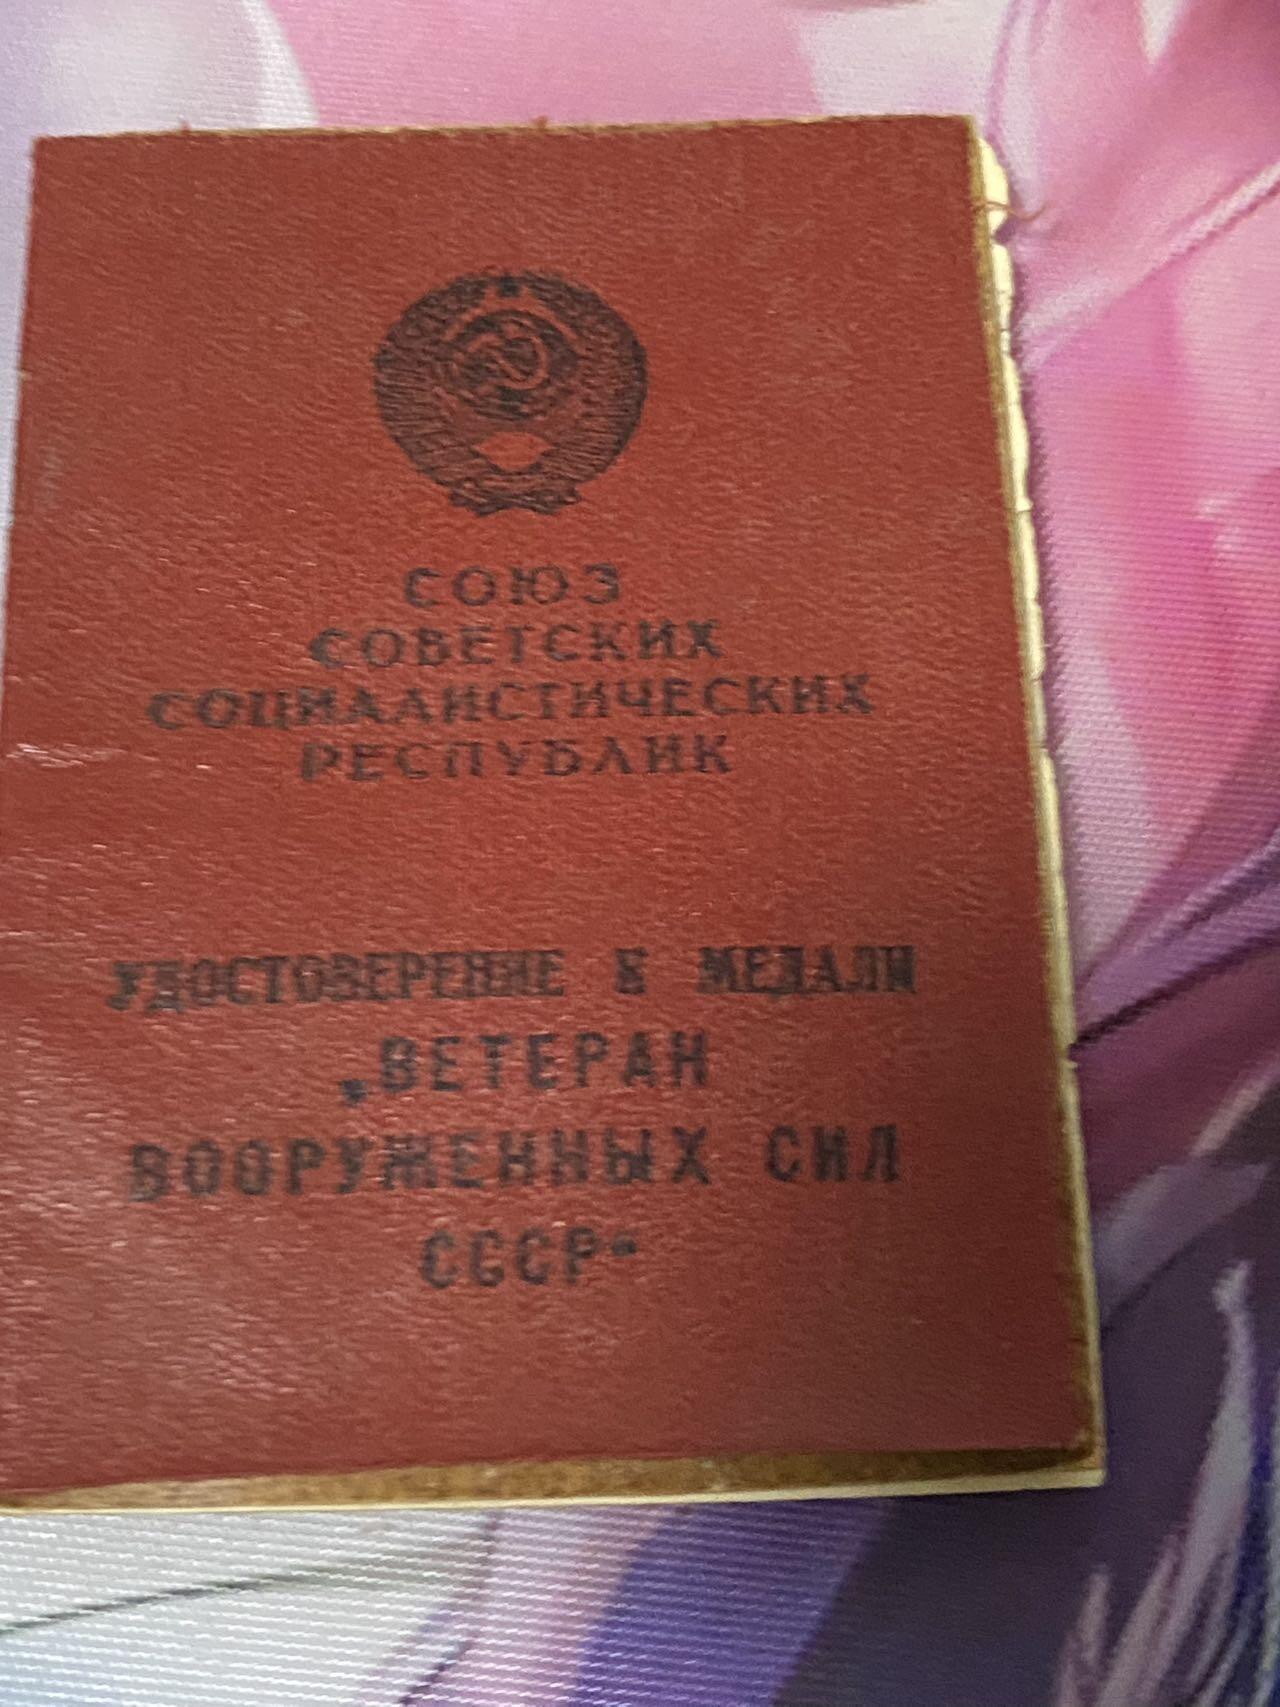 СОЮЗ
СОВЕТСКИХ
СОЦИАЛИСТИЧЕСКИХ
РЕСПУБЛИК
УДОСТОВЕРЕНИЕ К МЕДАЛИ
„ВЕТЕРАН
ВООРУЖЕННЫХ СИЛ
СССР“